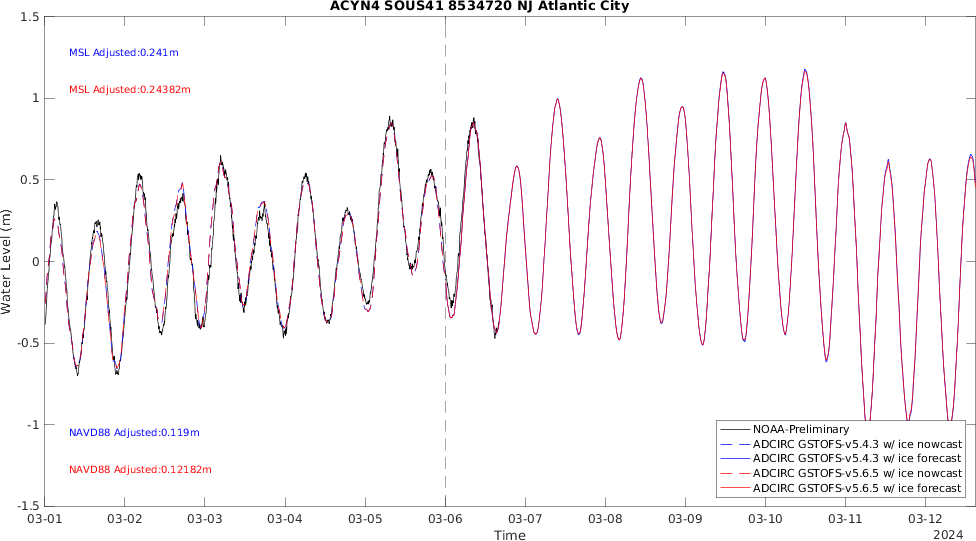 ACYN4 SOUS41 8534720 NJ Atlantic City
1.5
1
0.5
0
-0.5
-1
-1.5
Water Level (m)
MSL Adjusted:0.241m
MSL Adjusted:0.24382m
NAVD88 Adjusted:0.119m
NAVD88 Adjusted:0.12182m
NOAA-Preliminary
ADCIRC GSTOFS-v5.4.3 w/ ice nowcast
ADCIRC GSTOFS-v5.4.3 w/ ice forecast
ADCIRC GSTOFS-v5.6.5 w/ ice nowcast
ADCIRC GSTOFS-v5.6.5 w/ ice forecast
03-01 03-02 03-03 03-04 03-05 03-06 03-07 03-08 03-09 03-10 03-11 03-12
Time
2024